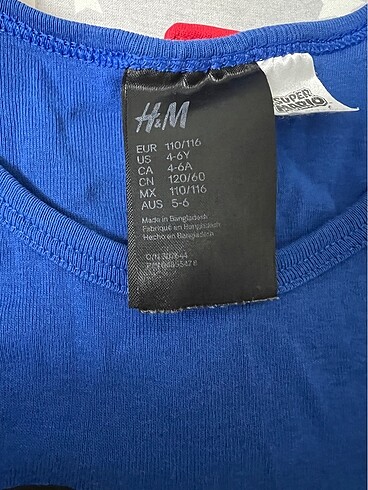 H&M
SUPER
MARIO
EUR 110/116
US 4-6Y
CA 4-6A
CN 120/60
MX 110/116
AUS 5-6
Made in Bangladesh
Fabriqué en Bangladesh
Hecho en Bangladesh